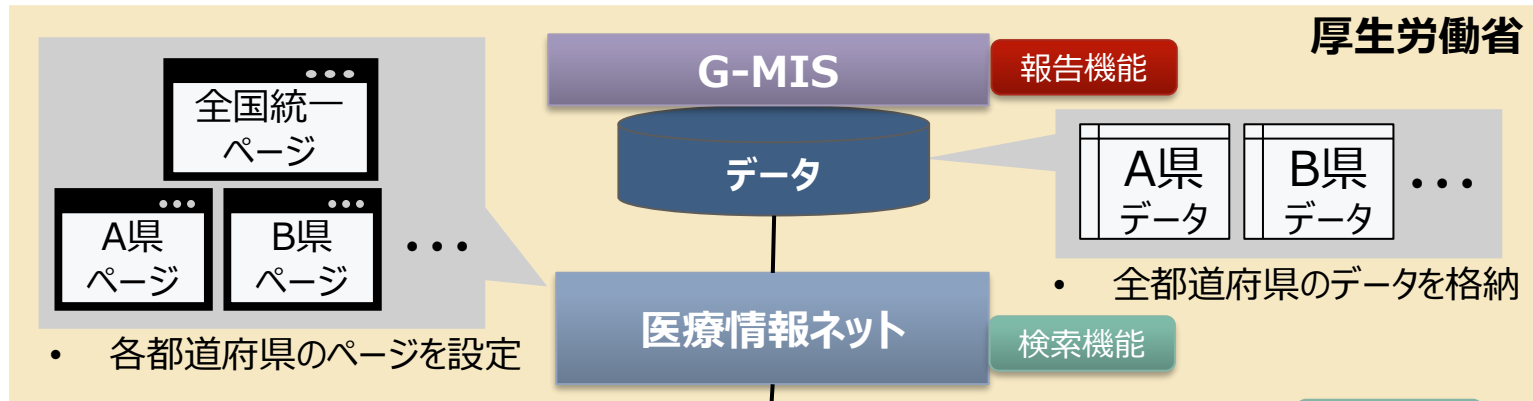 厚生労働省
G-MIS
報告機能
全国統一
ページ
A県
ページ
B県
ページ
・・・
データ
A県
データ
B県
データ
・・・
• 全都道府県のデータを格納
医療情報ネット
検索機能
• 各都道府県のページを設定